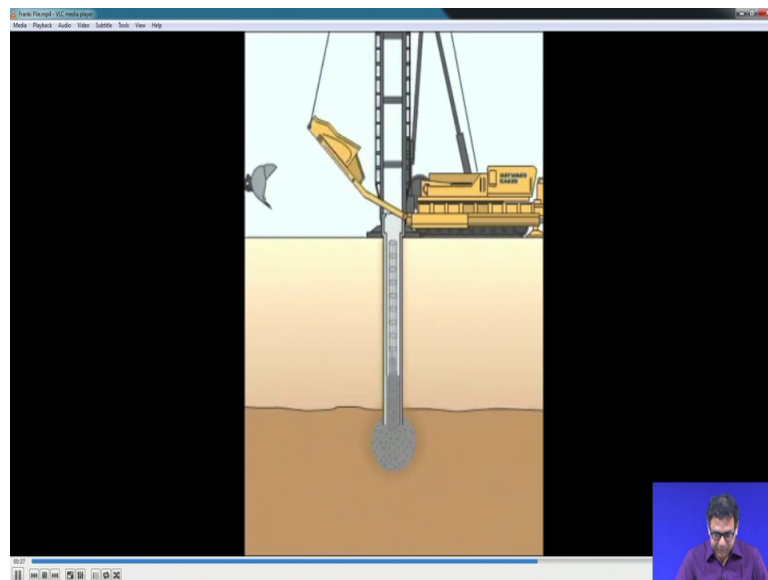 Franki Pile.mp4 - VLC media player
Media Playback Audio Video Subtitle Tools View Help
HAYWARD
BAKER
00:27